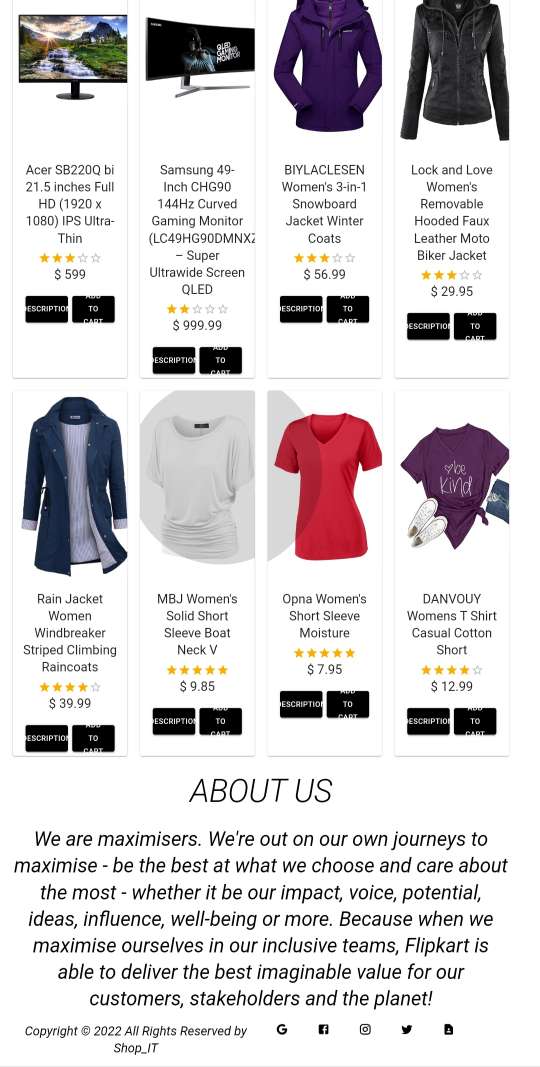 Acer SB220Q bi
21.5 inches Full
HD (1920 x
1080) IPS Ultra-
Thin
$ 599
DESCRIPTION
ADD
TO
CART
SAMSUNG
QLED
GAMING
MONITOR
Samsung 49-
Inch CHG90
144Hz Curved
Gaming Monitor
(LC49HG90DMNXZ
– Super
Ultrawide Screen
QLED
$ 999.99
DESCRIPTION
ADD
TO
CART
BIYLACLESEN
Women's 3-in-1
Snowboard
Jacket Winter
Coats
$ 56.99
DESCRIPTION
ADD
TO
CART
Lock and Love
Women's
Removable
Hooded Faux
Leather Moto
Biker Jacket
$ 29.95
DESCRIPTION
ADD
TO
CART
Rain Jacket
Women
Windbreaker
Striped Climbing
Raincoats
$ 39.99
DESCRIPTION
ADD
TO
CART
MBJ Women's
Solid Short
Sleeve Boat
Neck V
$ 9.85
DESCRIPTION
ADD
TO
CART
Opna Women's
Short Sleeve
Moisture
$ 7.95
DESCRIPTION
ADD
TO
CART
be
kind
DANVOUY
Womens T Shirt
Casual Cotton
Short
$ 12.99
DESCRIPTION
ADD
TO
CART
ABOUT US
We are maximisers. We're out on our own journeys to
maximise - be the best at what we choose and care about
the most - whether it be our impact, voice, potential,
ideas, influence, well-being or more. Because when we
maximise ourselves in our inclusive teams, Flipkart is
able to deliver the best imaginable value for our
customers, stakeholders and the planet!
Copyright © 2022 All Rights Reserved by
Shop_IT